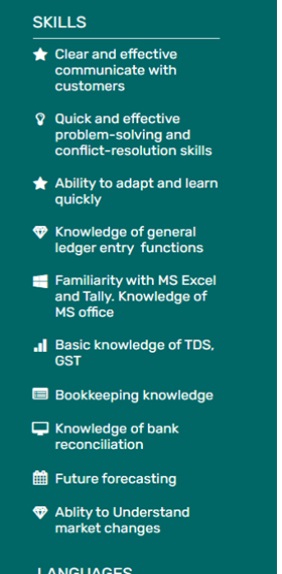 SKILLS
Clear and effective
communicate with
customers
Quick and effective
problem-solving and
conflict-resolution skills
Ability to adapt and learn
quickly
Knowledge of general
ledger entry functions
Familiarity with MS Excel
and Tally. Knowledge of
MS office
Basic knowledge of TDS,
GST
Bookkeeping knowledge
Knowledge of bank
reconciliation
Future forecasting
Ablity to Understand
market changes
LANGUAGES